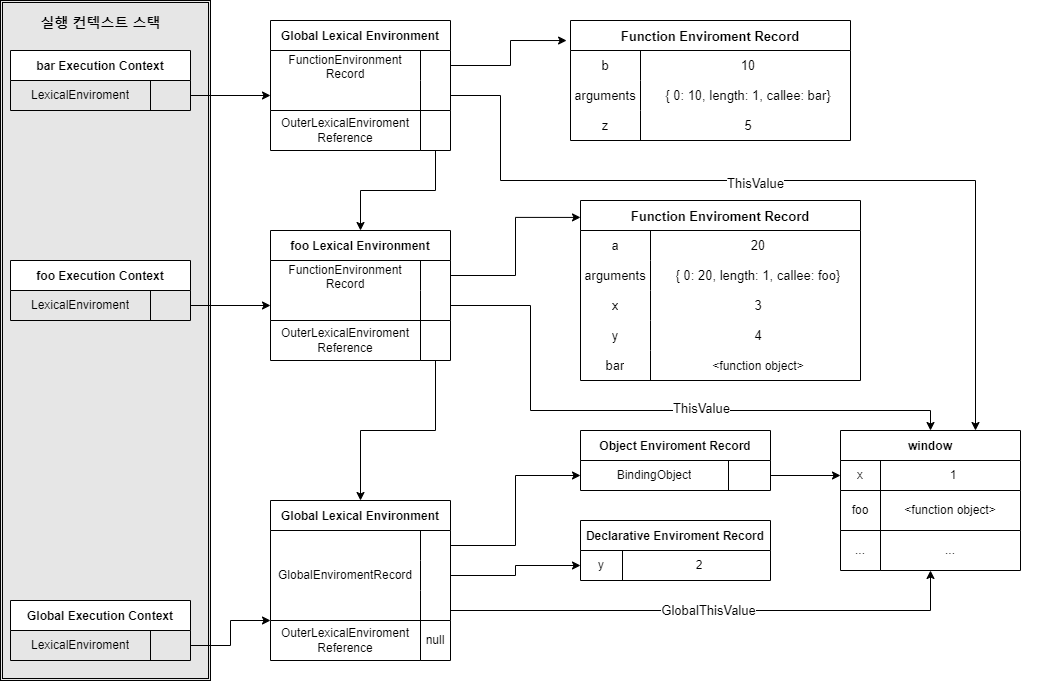 실행 컨텍스트 스택
bar Execution Context
LexicalEnviroment
foo Execution Context
LexicalEnviroment
Global Execution Context
LexicalEnviroment
Global Lexical Environment
FunctionEnvironment
Record
OuterLexicalEnviroment
Reference
Function Enviroment Record
b 10
arguments { 0: 10, length: 1, callee: bar}
z 5
ThisValue
foo Lexical Environment
FunctionEnvironment
Record
OuterLexicalEnviroment
Reference
Function Enviroment Record
a 20
arguments { 0: 20, length: 1, callee: foo}
x 3
y 4
bar <function object>
ThisValue
Global Lexical Environment
GlobalEnviromentRecord
OuterLexicalEnviroment
Reference
null
Object Enviroment Record
BindingObject
Declarative Enviroment Record
y 2
GlobalThisValue
window
x 1
foo <function object>
... ...